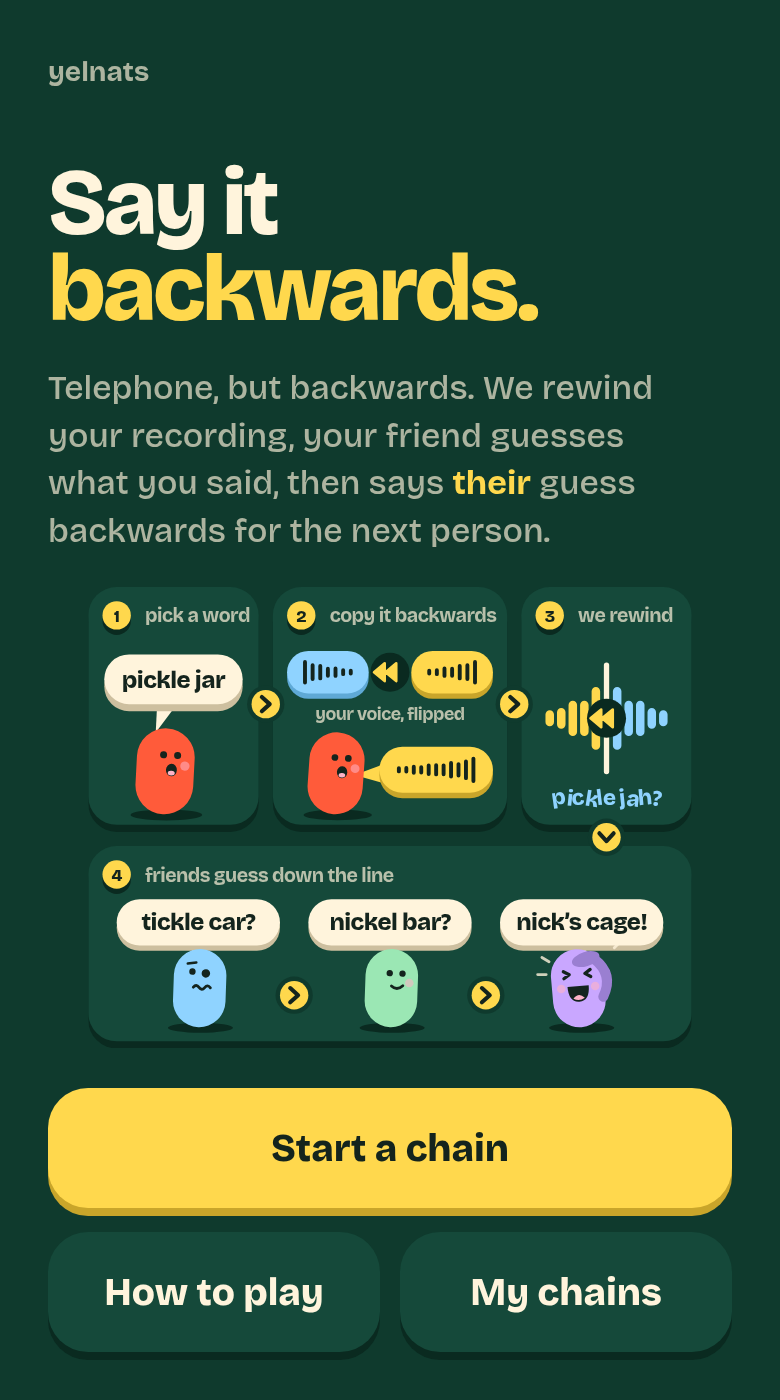 yelnats
Say it
backwards.
Telephone, but backwards. We rewind
your recording, your friend guesses
what you said, then says their guess
backwards for the next person.
1 pick a word
pickle jar
2 copy it backwards
your voice, flipped
3 we rewind
pickle jah?
4 friends guess down the line
tickle car?
nickel bar?
nick's cage!
Start a chain
How to play
My chains